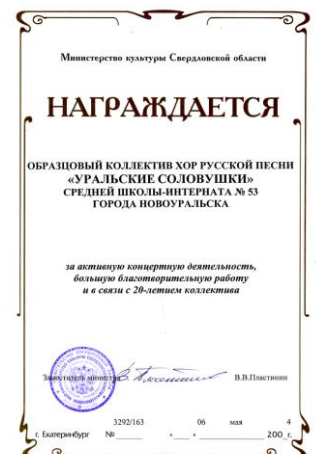 Министерство культуры Свердловской области
НАГРАЖДАЕТСЯ
ОБРАЗЦОВЫЙ КОЛЛЕКТИВ ХОР РУССКОЙ ПЕСНИ
«УРАЛЬСКИЕ СОЛОВУШКИ»
СРЕДНЕЙ ШКОЛЫ-ИНТЕРНАТА № 53
ГОРОДА НОВОУРАЛЬСКА
за активную концертную деятельность,
большую благотворительную работу
и в связи с 20-летием коллектива
Заместитель министра В.В.Пластинин
3292/163 06 мая 4
г. Екатеринбург № « » 200 г.